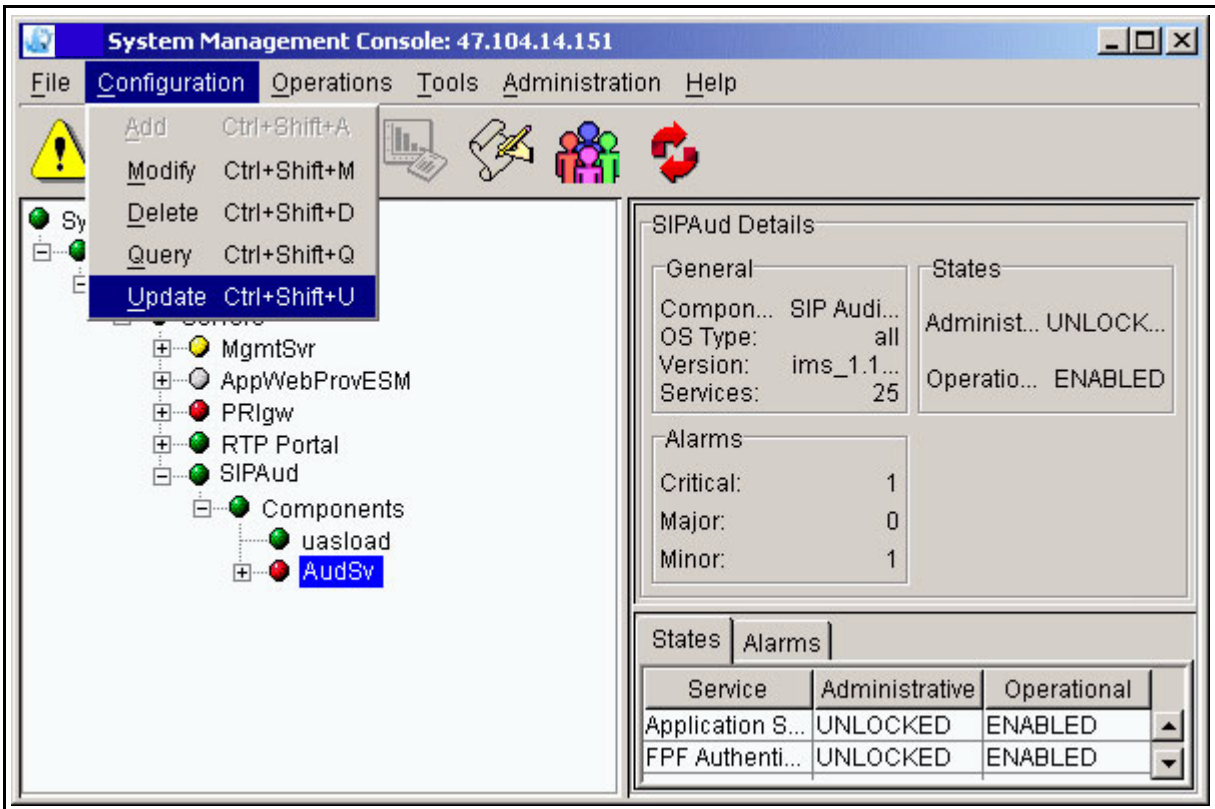 System Management Console: 47.104.14.151
File Configuration Operations Tools Administration Help
Add Ctrl+Shift+A
Modify Ctrl+Shift+M
Delete Ctrl+Shift+D
Query Ctrl+Shift+Q
Update Ctrl+Shift+U
Sy
MgmtSvr
AppWebProvESM
PRIgw
RTP Portal
SIPAud
Components
uasload
AudSv
SIPAud Details
General
Compon... SIP Audi...
OS Type: all
Version: ims_1.1...
Services: 25
States
Administ... UNLOCK...
Operatio... ENABLED
Alarms
Critical: 1
Major: 0
Minor: 1
States Alarms
Service Administrative Operational
Application S... UNLOCKED ENABLED
FPF Authenti... UNLOCKED ENABLED